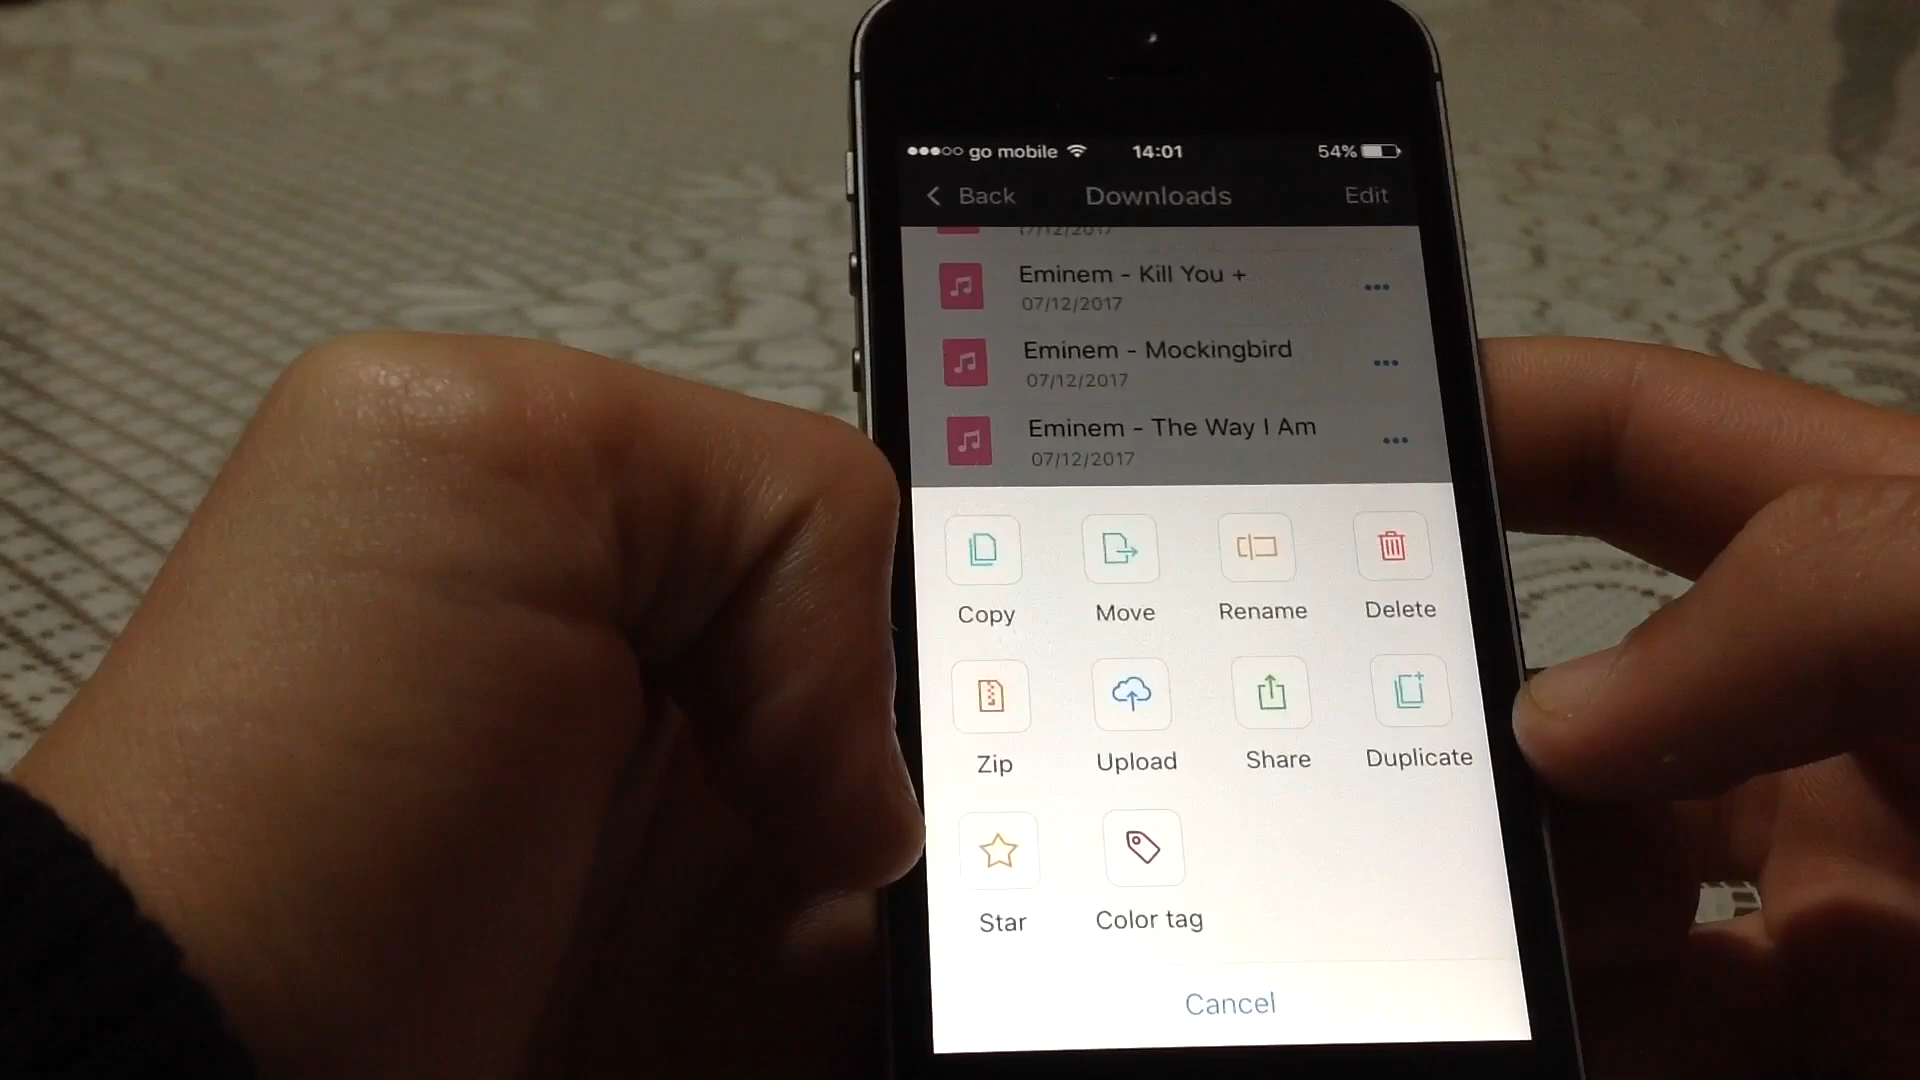 ●●●○○ go mobile 14:01 54%
Back Downloads Edit
17/12/2017
Eminem - Kill You +
07/12/2017
Eminem - Mockingbird
07/12/2017
Eminem - The Way I Am
07/12/2017
Copy Move Rename Delete
Zip Upload Share Duplicate
Star Color tag
Cancel